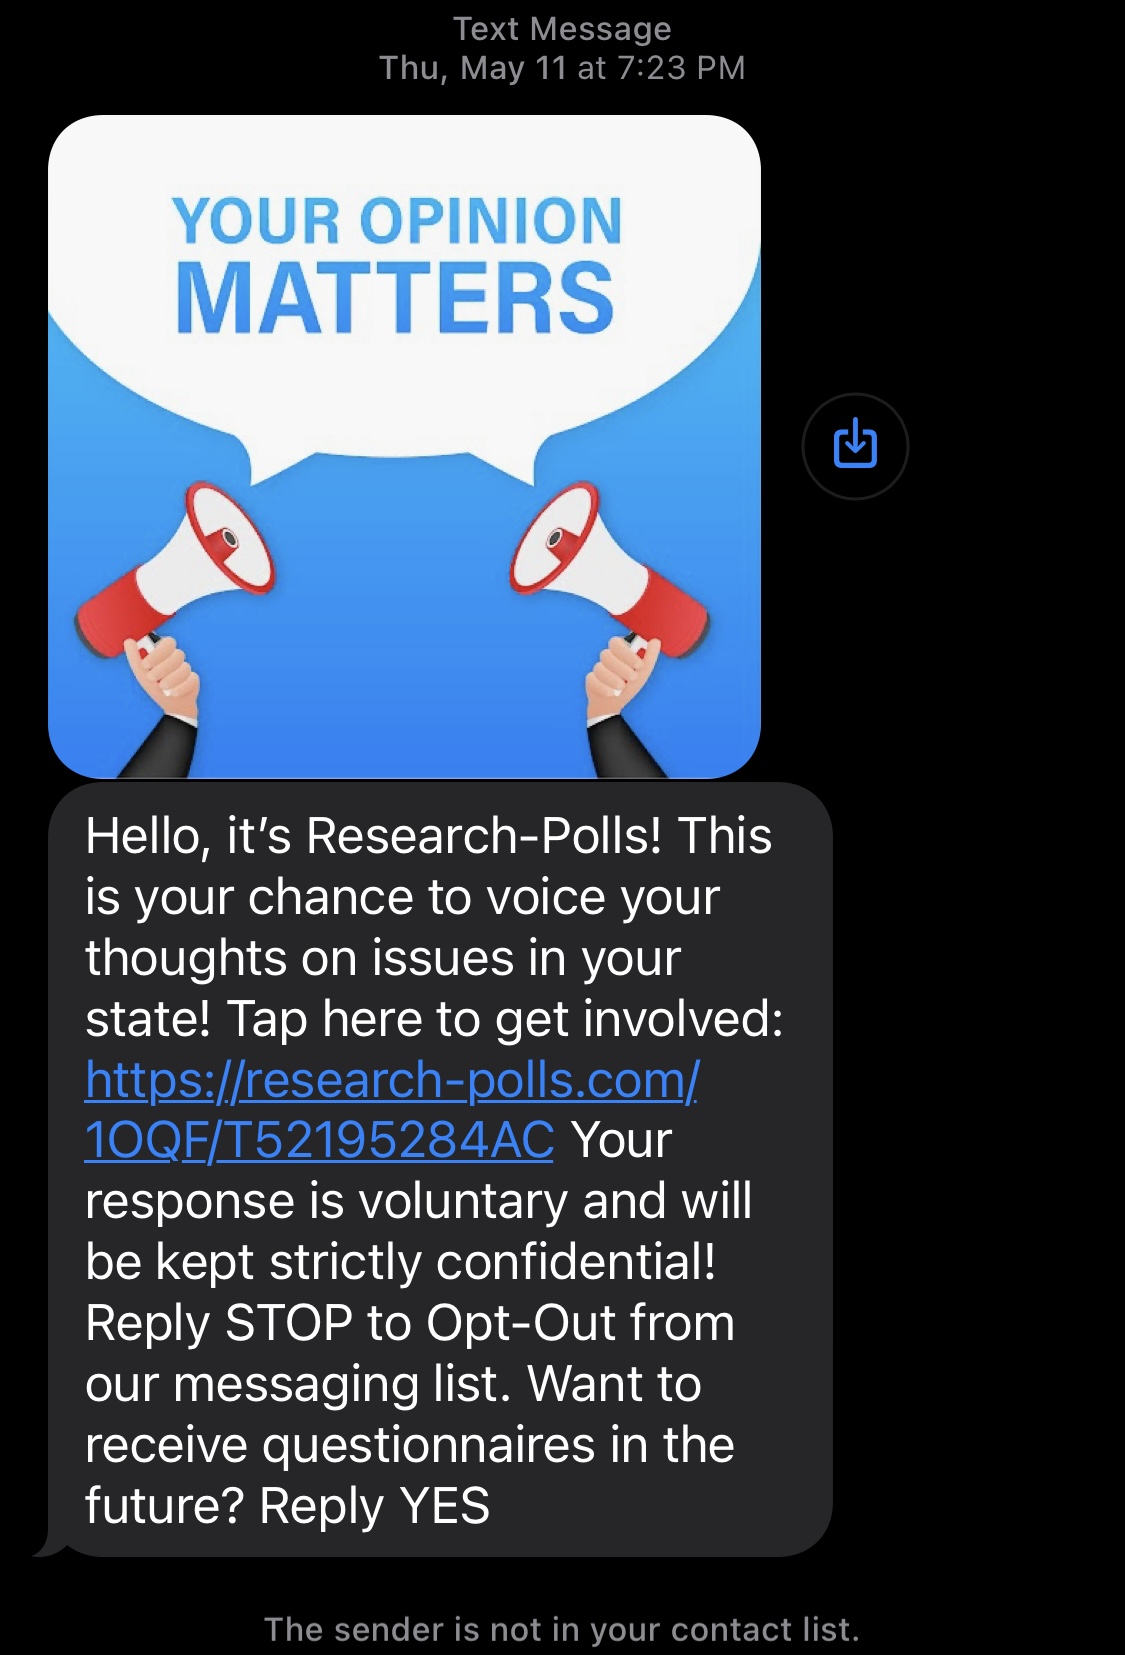 Text Message
Thu, May 11 at 7:23 PM
YOUR OPINION
MATTERS
Hello, it’s Research-Polls! This
is your chance to voice your
thoughts on issues in your
state! Tap here to get involved:
https://research-polls.com/
1OQF/T52195284AC Your
response is voluntary and will
be kept strictly confidential!
Reply STOP to Opt-Out from
our messaging list. Want to
receive questionnaires in the
future? Reply YES
The sender is not in your contact list.